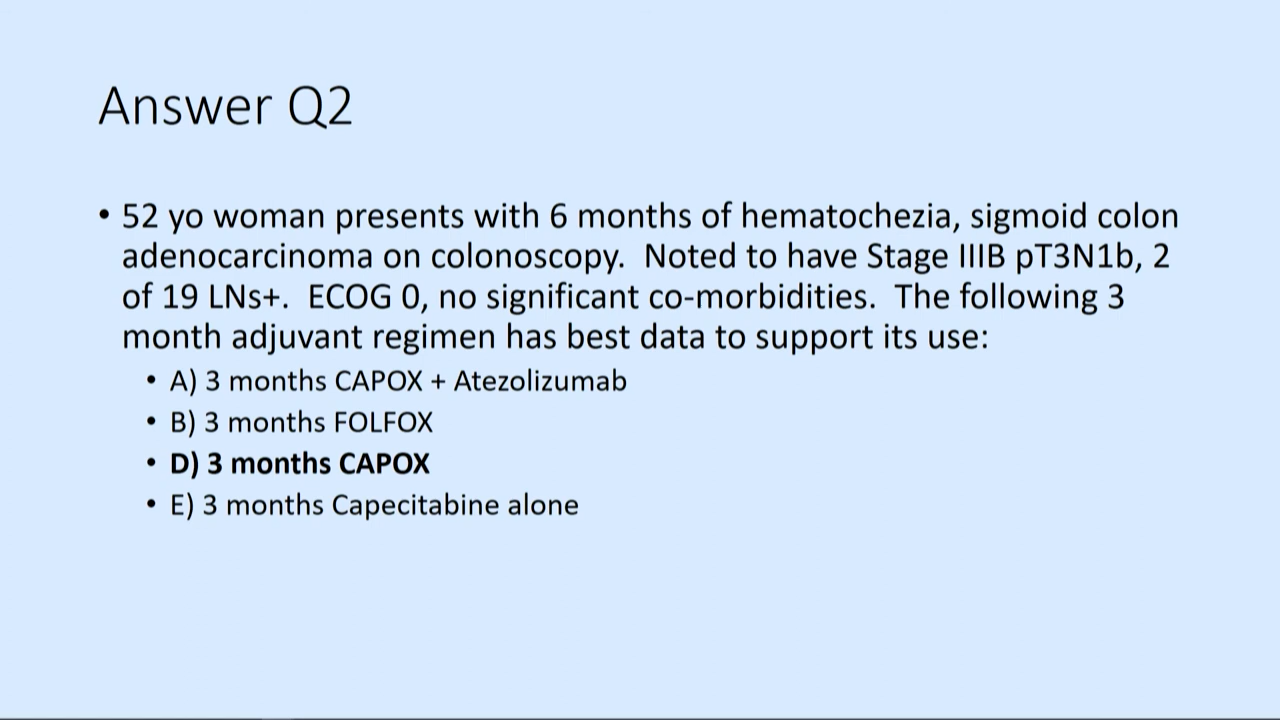 Answer Q2
• 52 yo woman presents with 6 months of hematochezia, sigmoid colon
adenocarcinoma on colonoscopy.  Noted to have Stage IIIB pT3N1b, 2
of 19 LNs+.  ECOG 0, no significant co-morbidities.  The following 3
month adjuvant regimen has best data to support its use:
• A) 3 months CAPOX + Atezolizumab
• B) 3 months FOLFOX
• D) 3 months CAPOX
• E) 3 months Capecitabine alone